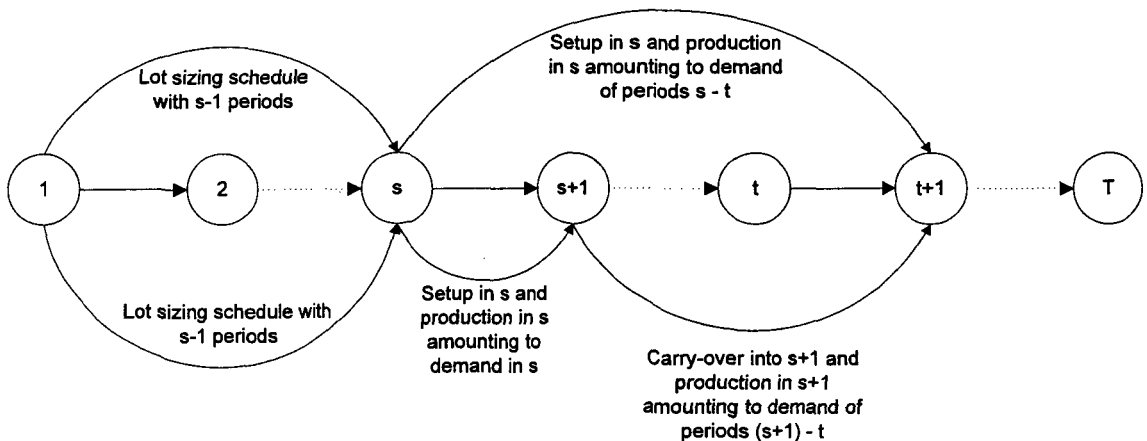 Lot sizing schedule
with s-1 periods
Setup in s and production
in s amounting to demand
of periods s - t
1
2
s
s+1
t
t+1
T
Lot sizing schedule with
s-1 periods
Setup in s and
production in s
amounting to
demand in s
Carry-over into s+1 and
production in s+1
amounting to demand of
periods (s+1) - t